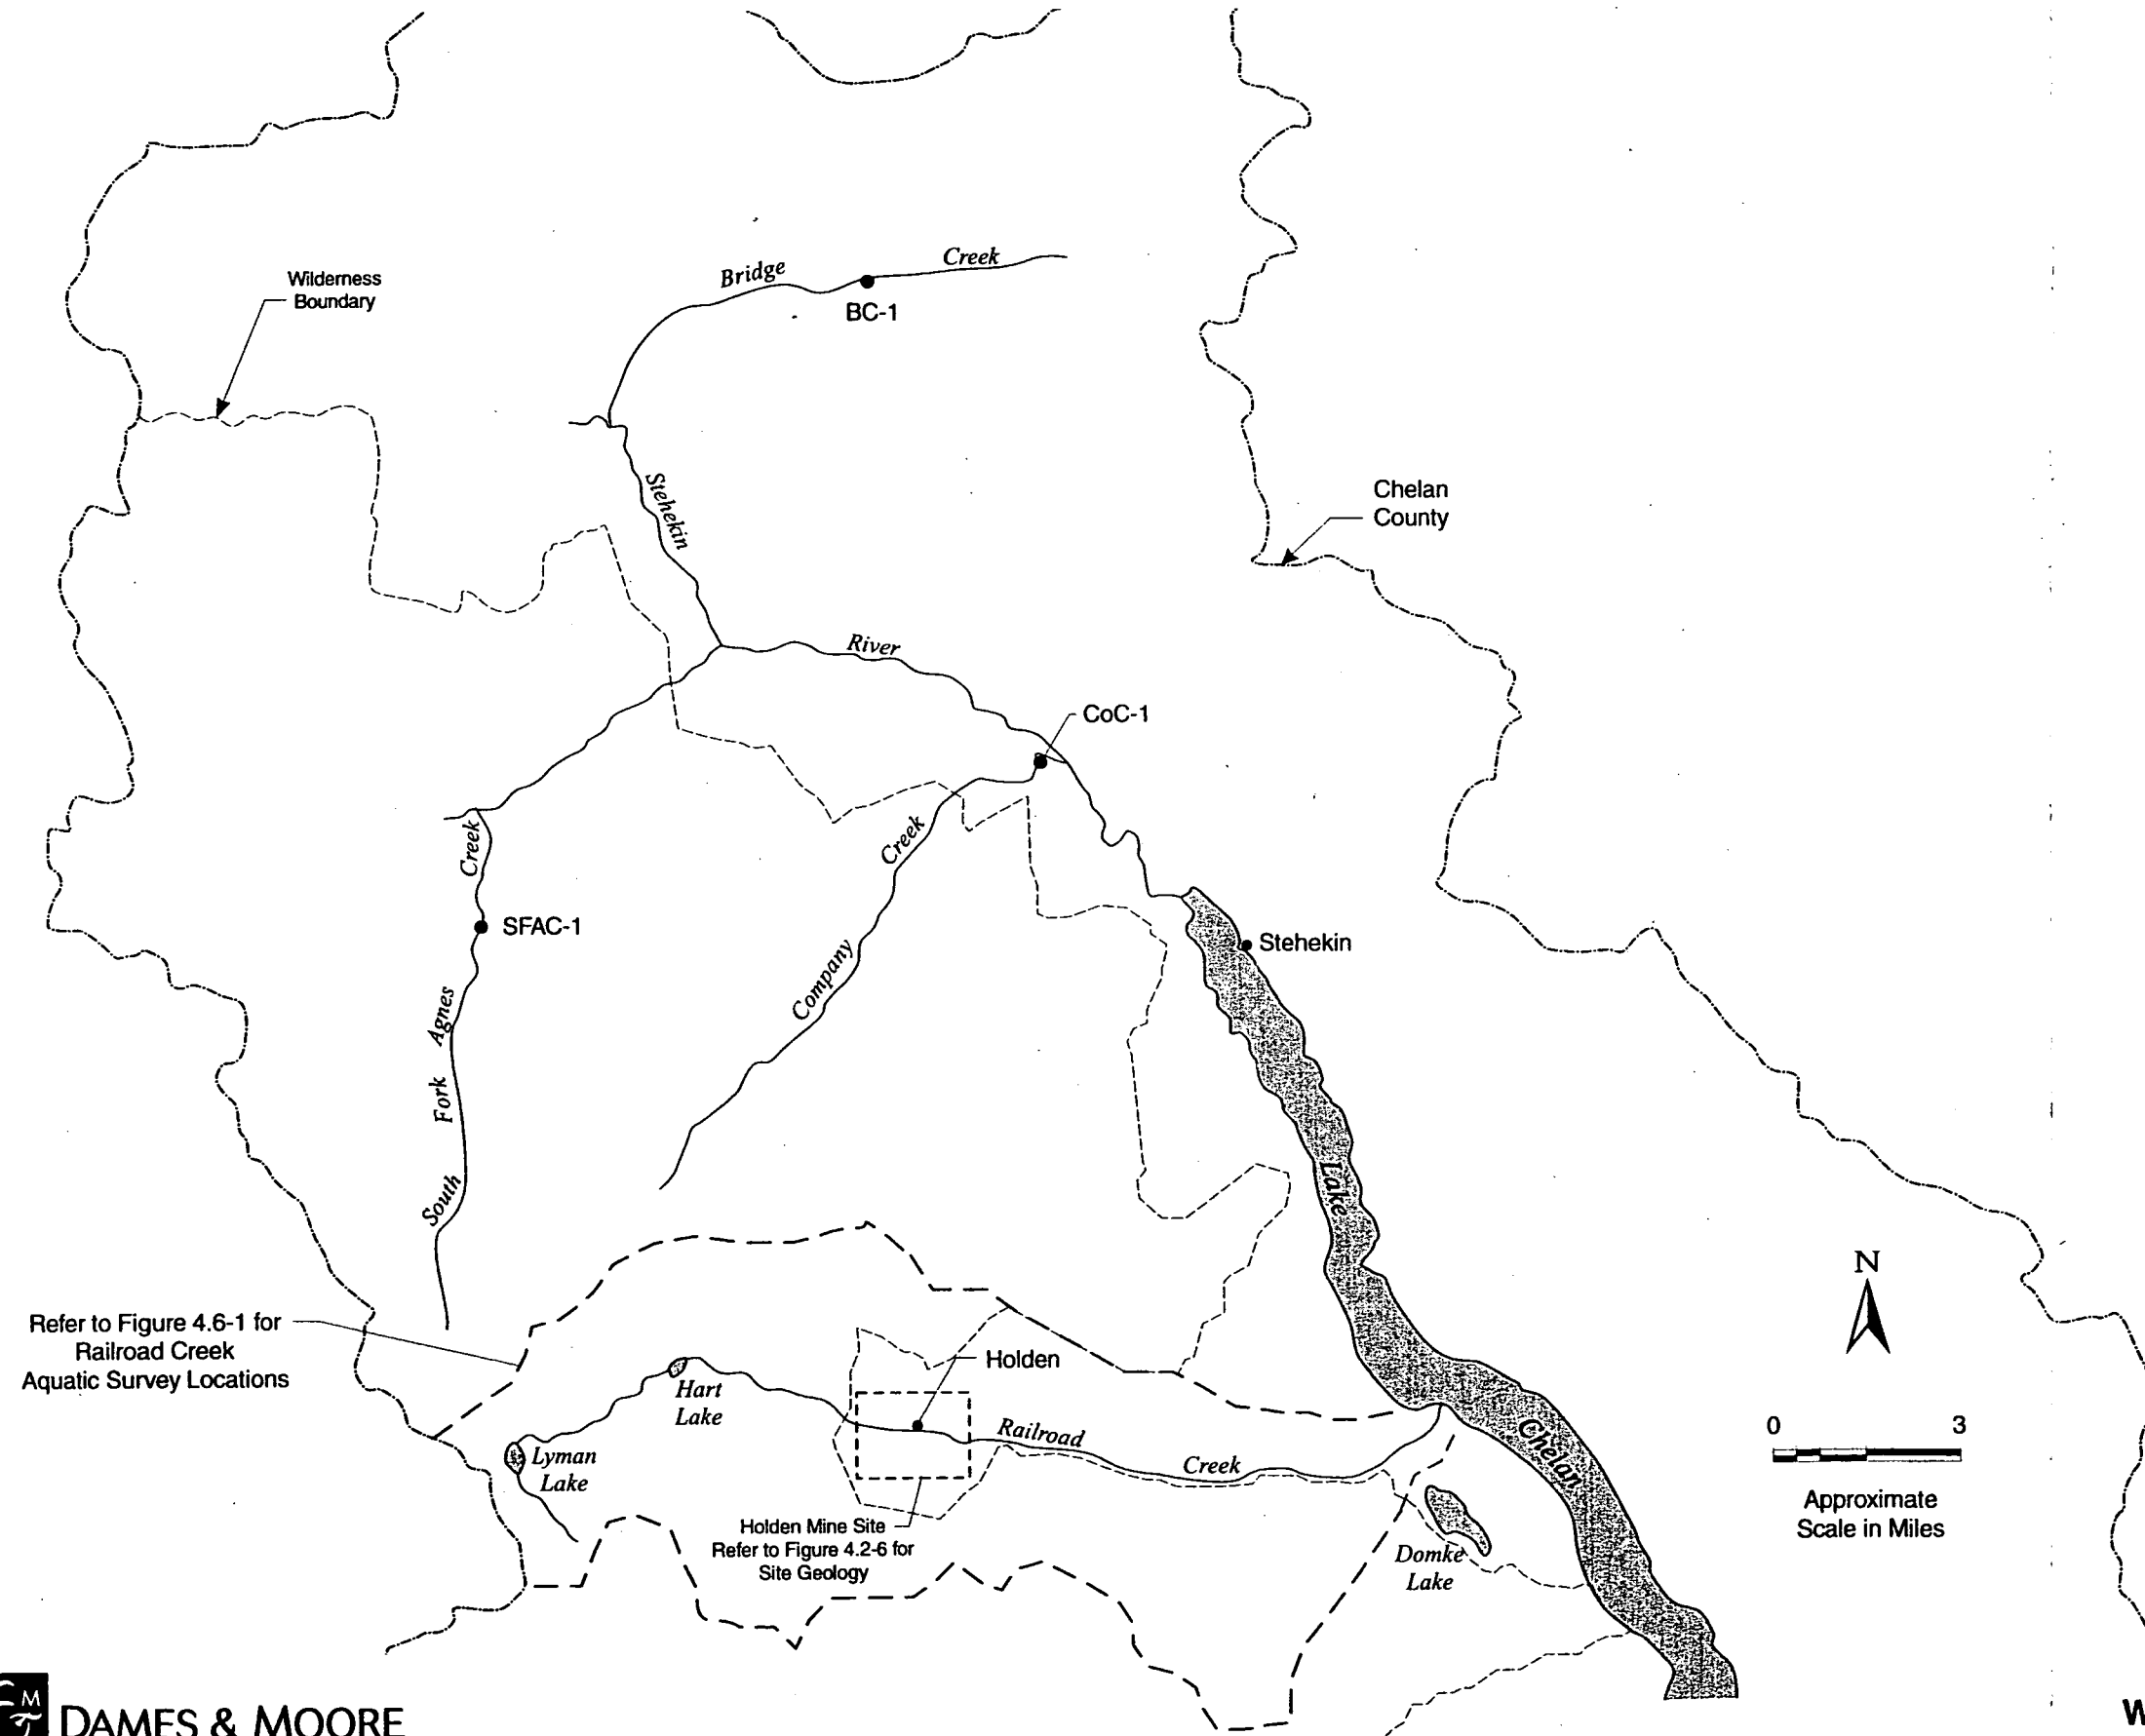 Bridge Creek
BC-1
Wilderness
Boundary
Stehekin River
Chelan
County
CoC-1
Creek
SFAC-1
Company Creek
Stehekin
South Fork Agnes
Lake Chelan
N
Refer to Figure 4.6-1 for
Railroad Creek
Aquatic Survey Locations
Holden
Hart
Lake
Railroad Creek
Lyman
Lake
0 3
Approximate
Scale in Miles
Holden Mine Site
Refer to Figure 4.2-6 for
Site Geology
Domke
Lake
M
DAMES & MOORE
W